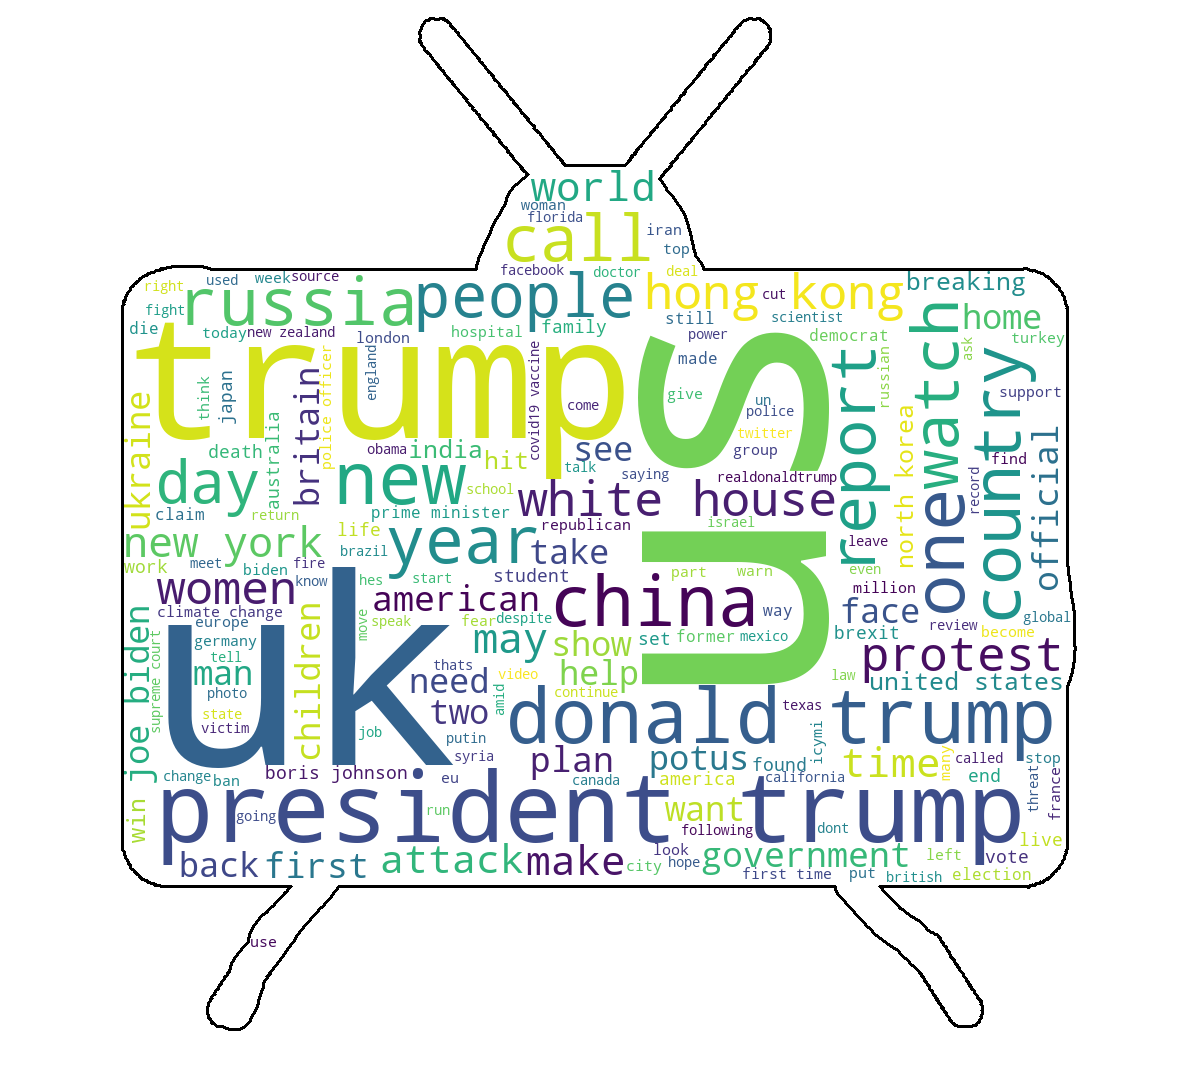 world
woman
florida
call
iran
top
facebook
doctor
deal
right
used
week
source
people
hong kong
breaking
russia
cut
fight
die
today
new zealand
london
hospital
family
still
scientist
home
trump
us
power
democrat
turkey
watch
ask
england
police officer
covid19 vaccine
made
report
russian
country
think
japan
britain
come
give
un
police
support
ukraine
australia
death
obama
india
hit
see
twitter
group
north korea
official
find
day
new
talk
saying
realdonaldtrump
record
one
school
white house
claim
return
prime minister
republican
israel
new york
life
year
brazil
take
leave
work
meet
biden
fire
know
hes
start
student
part
warn
even
women
american
china
million
climate change
children
move
speak
fear
despite
way
face
review
global
joe biden
supreme court
europe
germany
uk
may
show
set
former
mexico
brexit
become
tell
man
thats
help
law
protest
photo
need
video
united states
state
amid
continue
victim
two
donald trump
texas
job
putin
icymi
syria
plan
potus
found
time
many
called
stop
change
ban
boris johnson
eu
canada
america
california
end
threat
france
win
president trump
going
run
want
following
dont
live
back
first
attack
make
city
look
hope
government
left
vote
first time
put
british
election
use